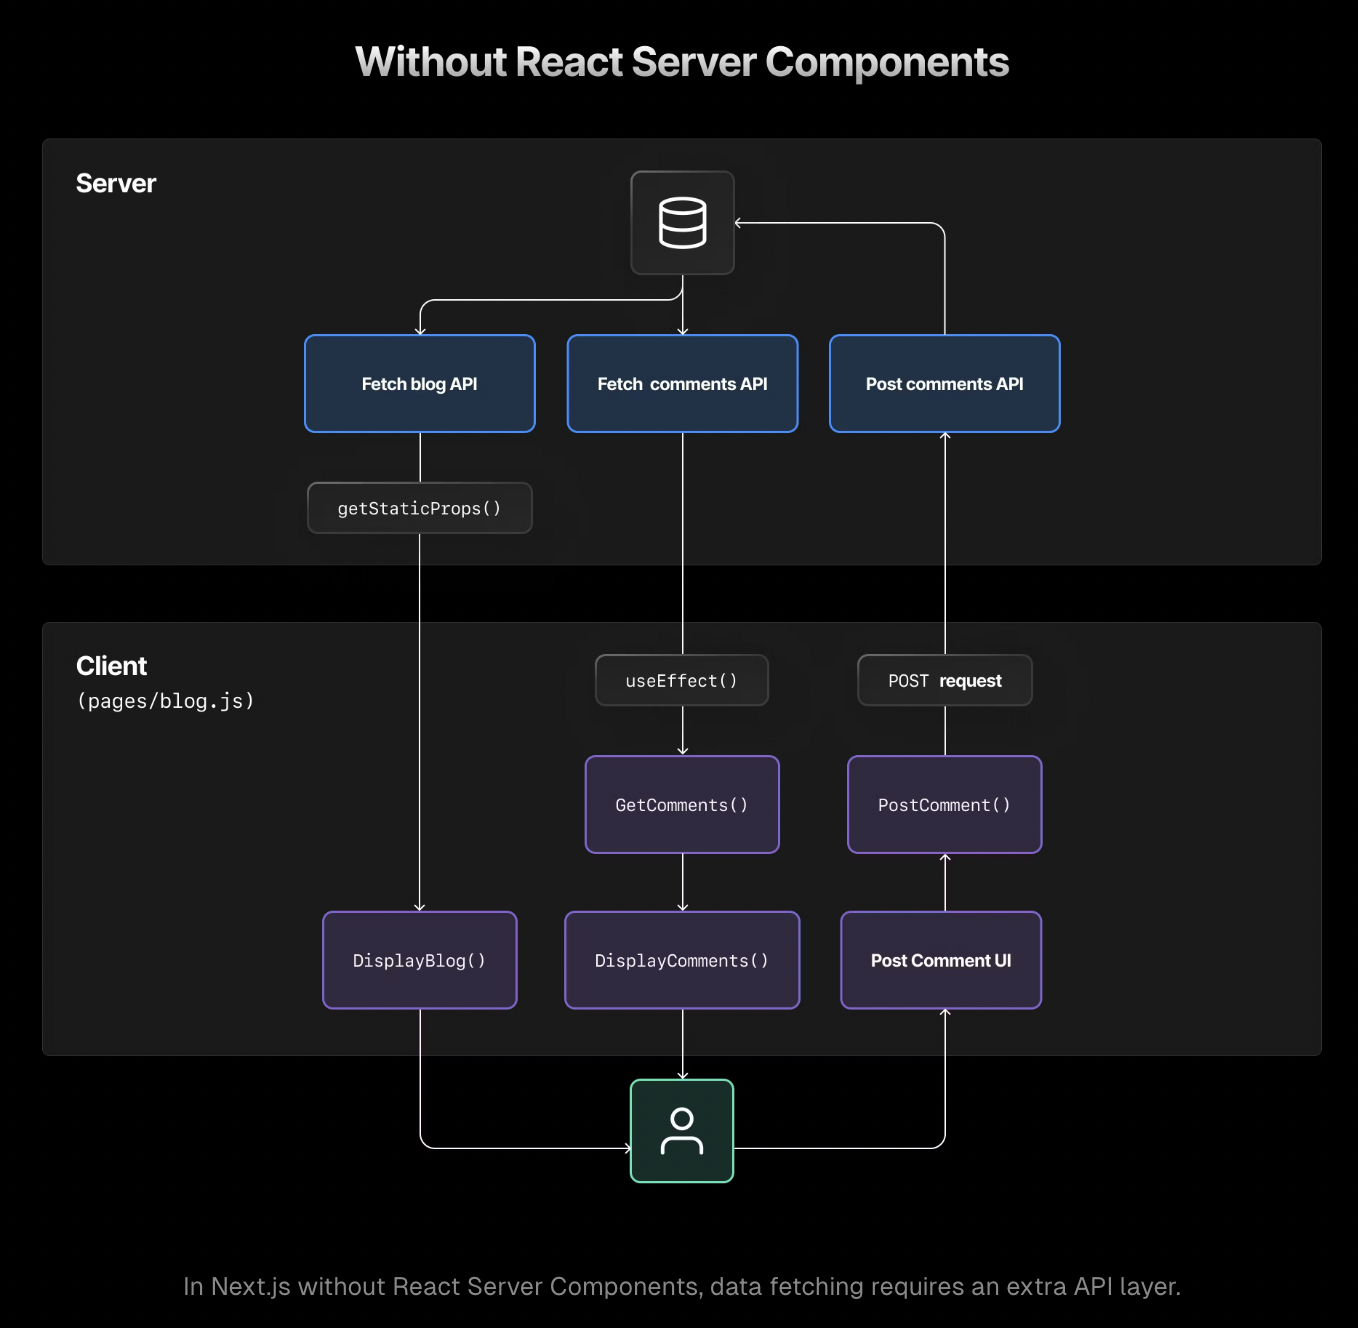 Without React Server Components
Server
Fetch blog API
Fetch comments API
Post comments API
getStaticProps()
Client
(pages/blog.js)
useEffect()
POST request
GetComments()
PostComment()
DisplayBlog()
DisplayComments()
Post Comment UI
In Next.js without React Server Components, data fetching requires an extra API layer.